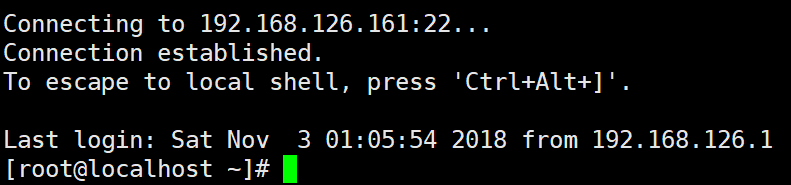 Connecting to 192.168.126.161:22...
Connection established.
To escape to local shell, press 'Ctrl+Alt+]'.
Last login: Sat Nov  3 01:05:54 2018 from 192.168.126.1
[root@localhost ~]#